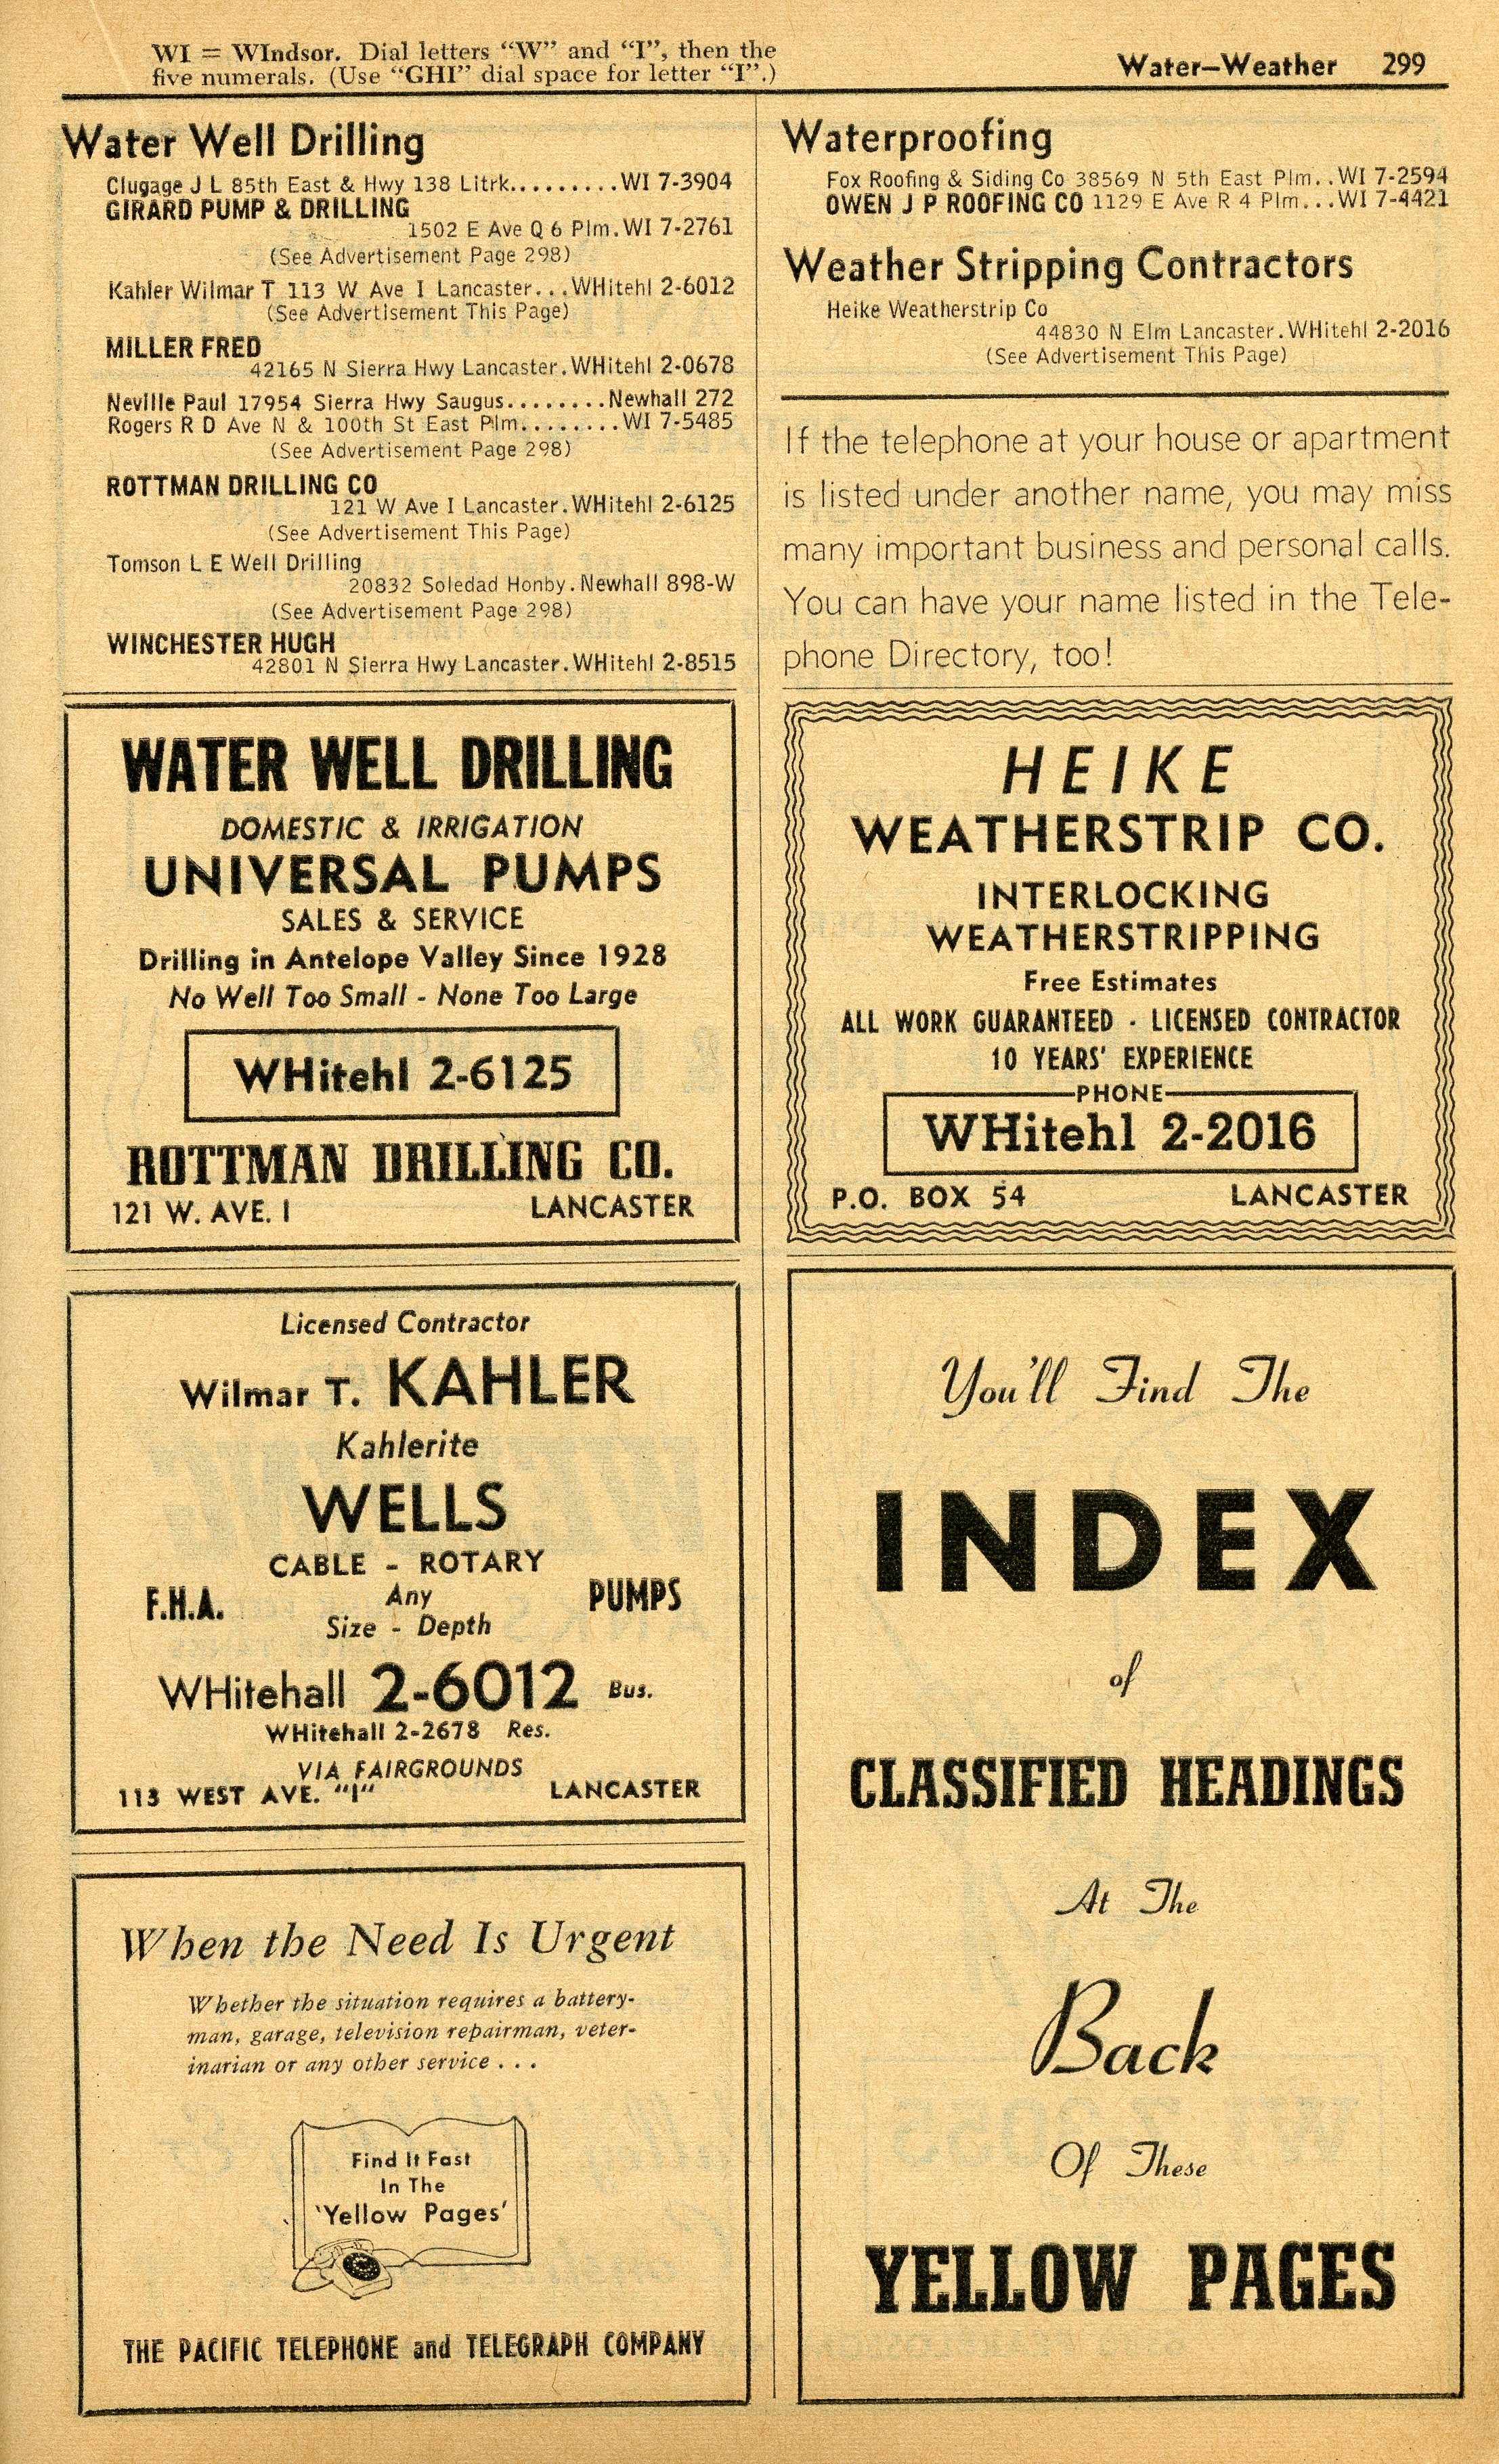 WI = WIndsor. Dial letters “W” and “I”, then the
five numerals. (Use “GHI” dial space for letter “I”.)
Water—Weather 299
Water Well Drilling
Clugage J L 85th East & Hwy 138 Litrk.........WI 7-3904
GIRARD PUMP & DRILLING
1502 E Ave Q 6 Plm.WI 7-2761
(See Advertisement Page 298)
Kahler Wilmar T 113 W Ave I Lancaster...WHitehl 2-6012
(See Advertisement This Page)
MILLER FRED
42165 N Sierra Hwy Lancaster.WHitehl 2-0678
Neville Paul 17954 Sierra Hwy Saugus........Newhall 272
Rogers R D Ave N & 100th St East Plm........WI 7-5485
(See Advertisement Page 298)
ROTTMAN DRILLING CO
121 W Ave I Lancaster.WHitehl 2-6125
(See Advertisement This Page)
Tomson L E Well Drilling
20832 Soledad Honby.Newhall 898-W
(See Advertisement Page 298)
WINCHESTER HUGH
42801 N Sierra Hwy Lancaster.WHitehl 2-8515
WATER WELL DRILLING
DOMESTIC & IRRIGATION
UNIVERSAL PUMPS
SALES & SERVICE
Drilling in Antelope Valley Since 1928
No Well Too Small - None Too Large
WHitehl 2-6125
ROTTMAN DRILLING CO.
121 W. AVE. I LANCASTER
Licensed Contractor
Wilmar T. KAHLER
Kahlerite
WELLS
CABLE - ROTARY
F.H.A. Any PUMPS
Size - Depth
WHitehall 2-6012 Bus.
WHitehall 2-2678 Res.
VIA FAIRGROUNDS
113 WEST AVE. “I“ LANCASTER
When the Need Is Urgent
Whether the situation requires a battery-
man, garage, television repairman, veter-
inarian or any other service . . .
Find It Fast
In The
‘Yellow Pages’
THE PACIFIC TELEPHONE and TELEGRAPH COMPANY
Waterproofing
Fox Roofing & Siding Co 38569 N 5th East Plm..WI 7-2594
OWEN J P ROOFING CO 1129 E Ave R 4 Plm...WI 7-4421
Weather Stripping Contractors
Heike Weatherstrip Co
44830 N Elm Lancaster.WHitehl 2-2016
(See Advertisement This Page)
If the telephone at your house or apartment
is listed under another name, you may miss
many important business and personal calls.
You can have your name listed in the Tele-
phone Directory, too!
HEIKE
WEATHERSTRIP CO.
INTERLOCKING
WEATHERSTRIPPING
Free Estimates
ALL WORK GUARANTEED · LICENSED CONTRACTOR
10 YEARS’ EXPERIENCE
PHONE
WHitehl 2-2016
P.O. BOX 54 LANCASTER
You’ll Find The
INDEX
of
CLASSIFIED HEADINGS
At The
Back
Of These
YELLOW PAGES